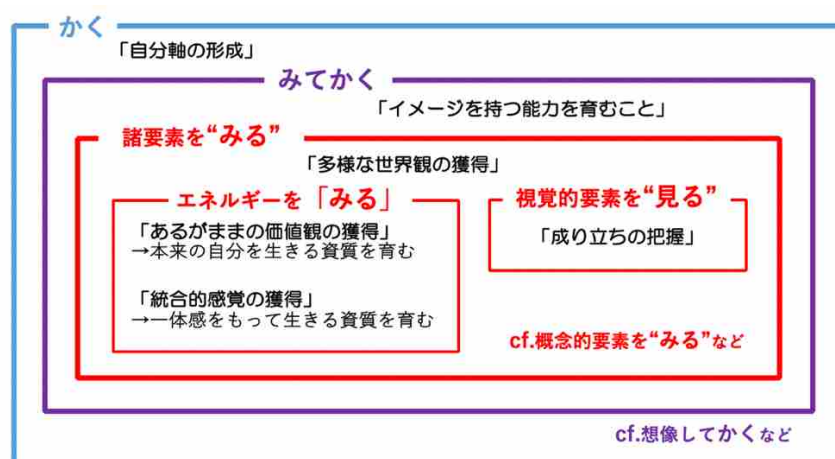 かく
「自分軸の形成」
みてかく
「イメージを持つ能力を育むこと」
諸要素を“みる”
「多様な世界観の獲得」
エネルギーを「みる」
「あるがままの価値観の獲得」
→本来の自分を生きる資質を育む
「統合的感覚の獲得」
→一体感をもって生きる資質を育む
視覚的要素を“見る”
「成り立ちの把握」
cf.概念的要素を“みる”など
cf.想像してかくなど